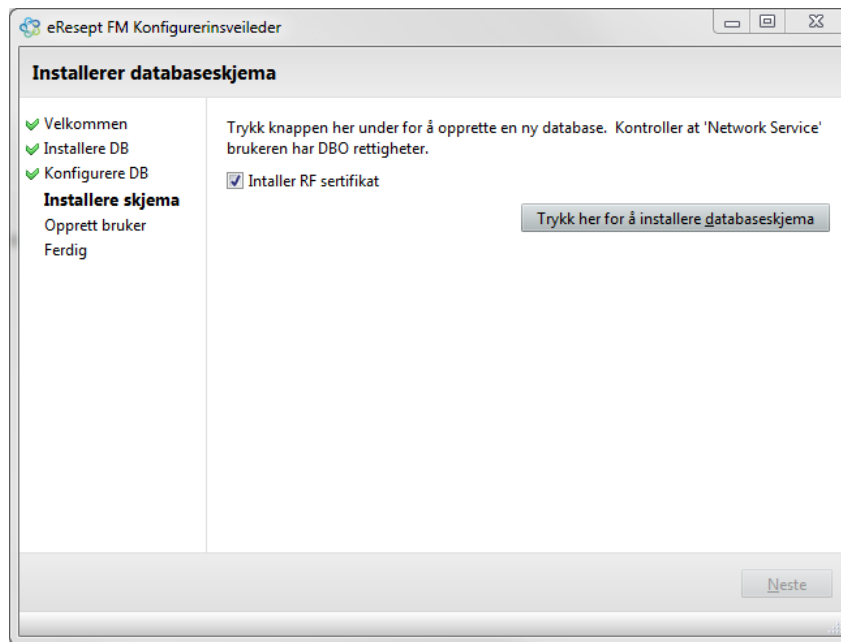 eResept FM Konfigurerinsveileder
Installerer databaseskjema
Velkommen
Installere DB
Konfigurere DB
Installere skjema
Opprett bruker
Ferdig
Trykk knappen her under for å opprette en ny database.  Kontroller at 'Network Service'
brukeren har DBO rettigheter.
Intaller RF sertifikat
Trykk her for å installere databaseskjema
Neste